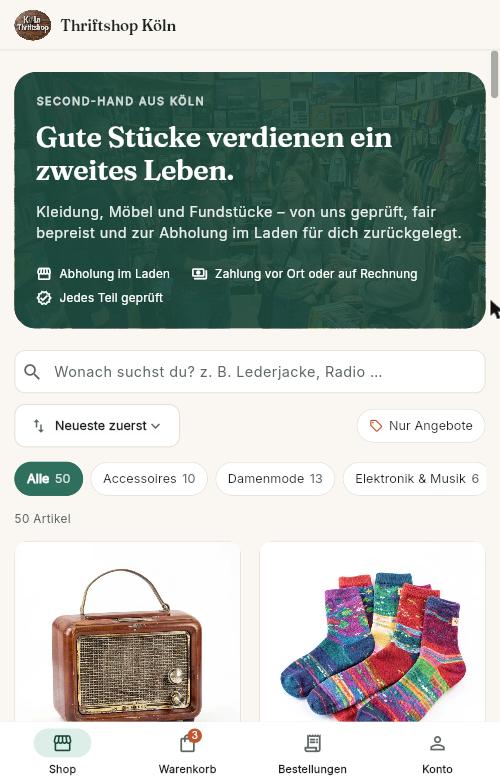 Köln
Thriftshop
Thriftshop Köln
SECOND-HAND AUS KÖLN
Gute Stücke verdienen ein
zweites Leben.
Kleidung, Möbel und Fundstücke – von uns geprüft, fair
bepreist und zur Abholung im Laden für dich zurückgelegt.
Abholung im Laden Zahlung vor Ort oder auf Rechnung
Jedes Teil geprüft
Wonach suchst du? z. B. Lederjacke, Radio ...
Neueste zuerst Nur Angebote
Alle 50 Accessoires 10 Damenmode 13 Elektronik & Musik 6
50 Artikel
3
Shop Warenkorb Bestellungen Konto